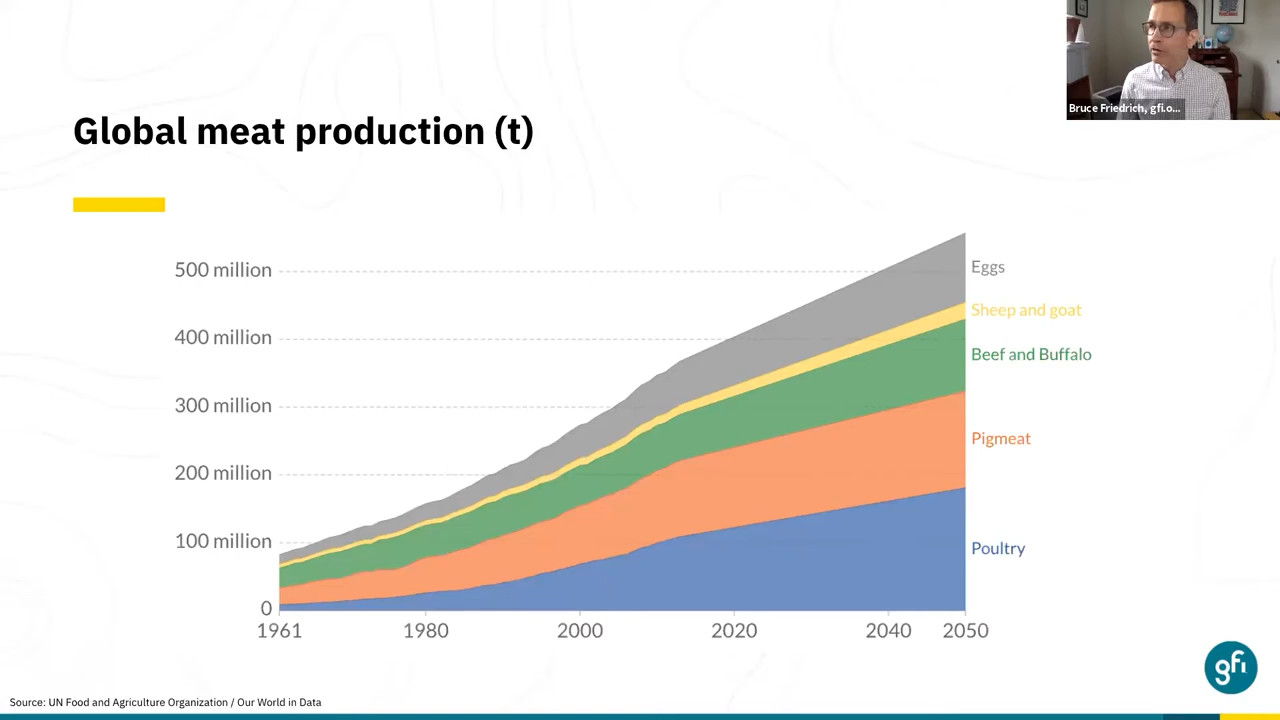 Bruce Friedrich, gfi.o...
Global meat production (t)
500 million
400 million
300 million
200 million
100 million
0
Eggs
Sheep and goat
Beef and Buffalo
Pigmeat
Poultry
1961 1980 2000 2020 2040 2050
gfi
Source: UN Food and Agriculture Organization / Our World in Data